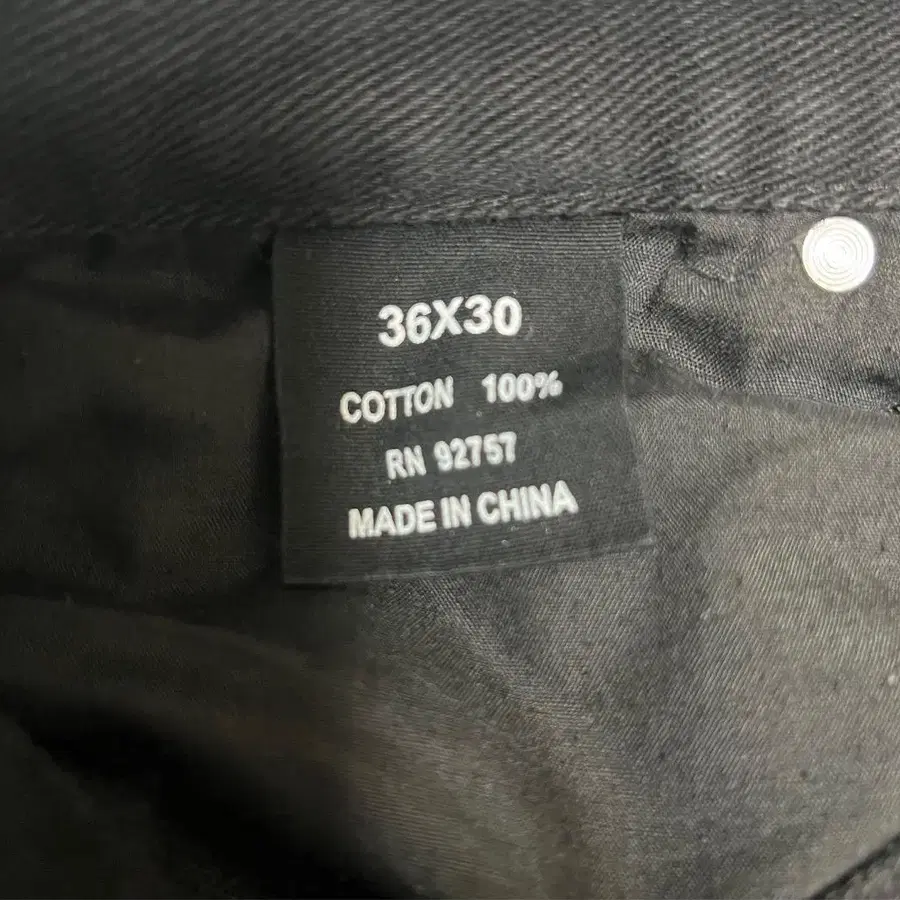 36X30
COTTON 100%
RN 92757
MADE IN CHINA